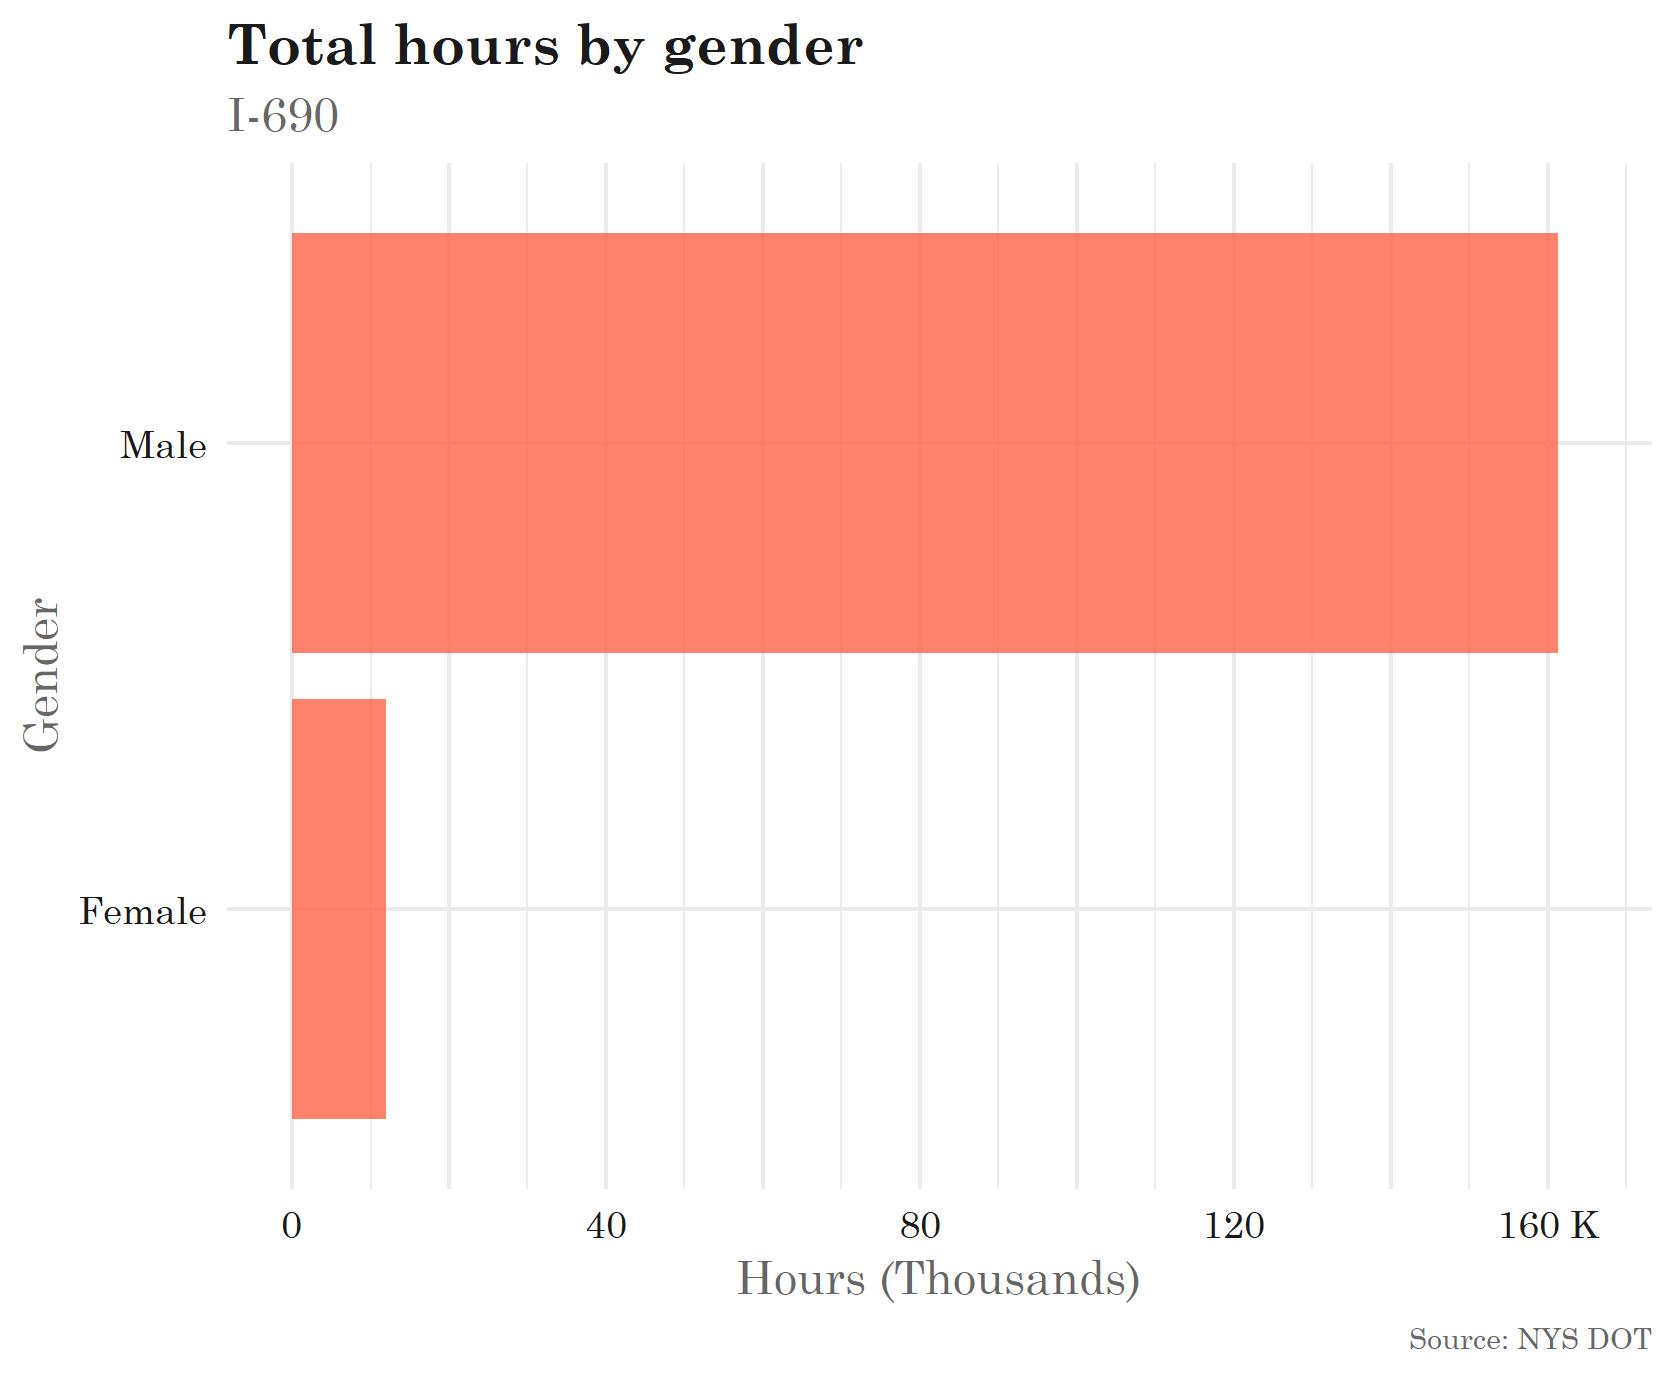 Total hours by gender
I-690
Male
Gender
Female
0 40 80 120 160 K
Hours (Thousands)
Source: NYS DOT